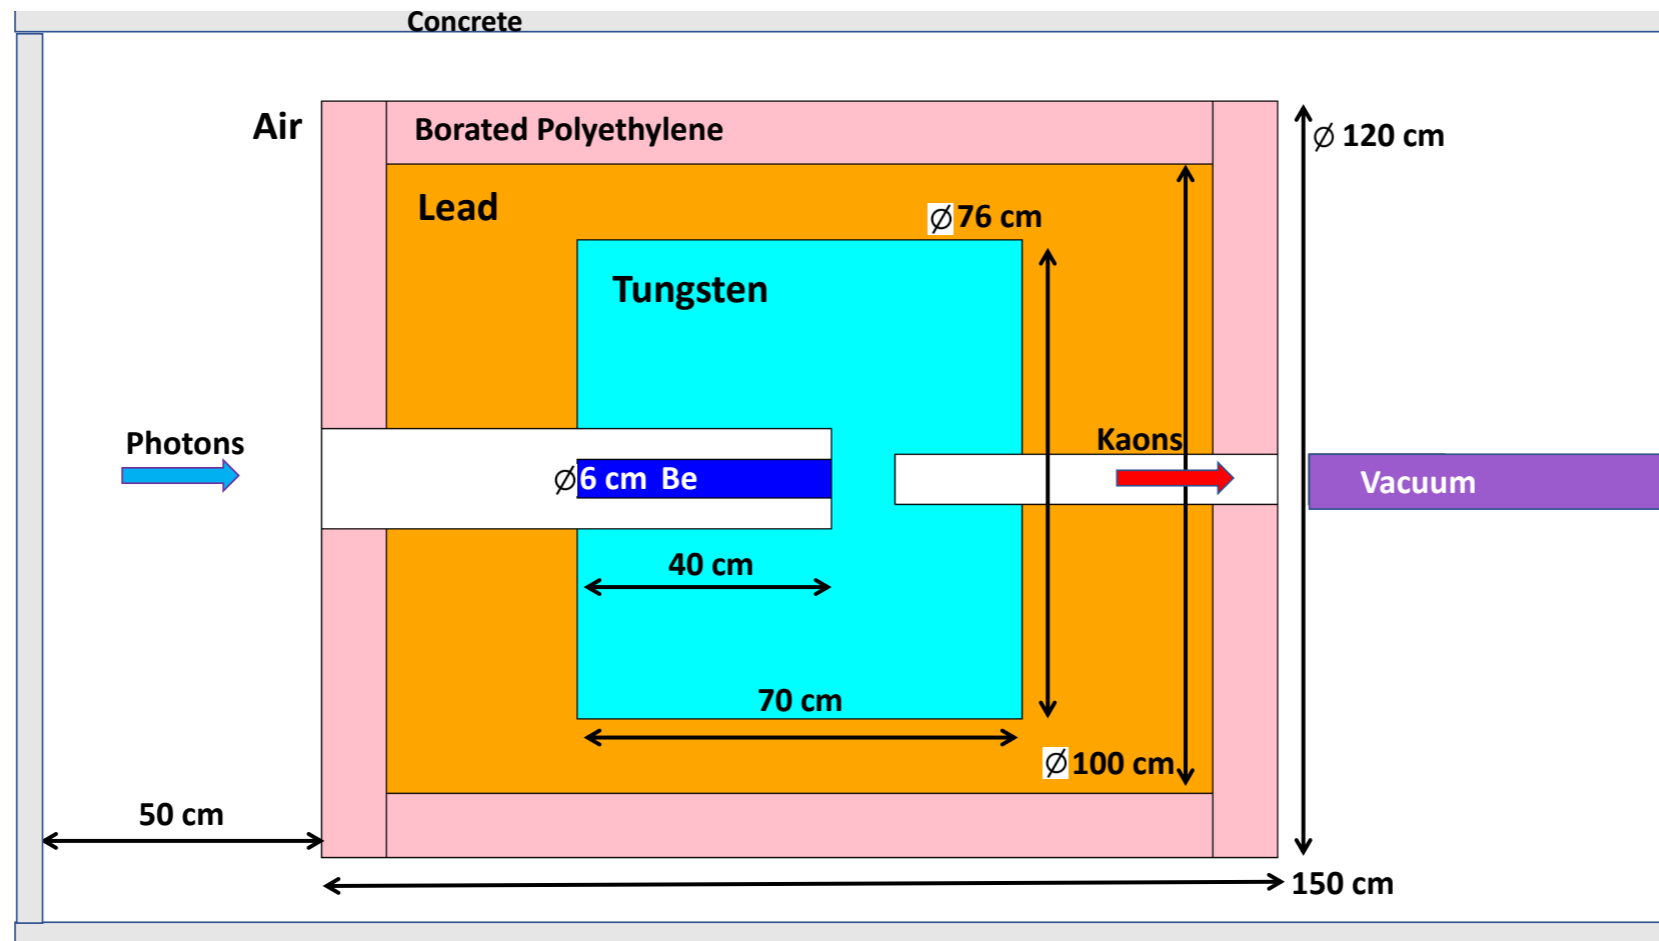 Concrete
Air
Borated Polyethylene
∅ 120 cm
Lead
∅ 76 cm
Tungsten
Photons
Kaons
∅6 cm Be
Vacuum
40 cm
70 cm
∅ 100 cm
50 cm
150 cm